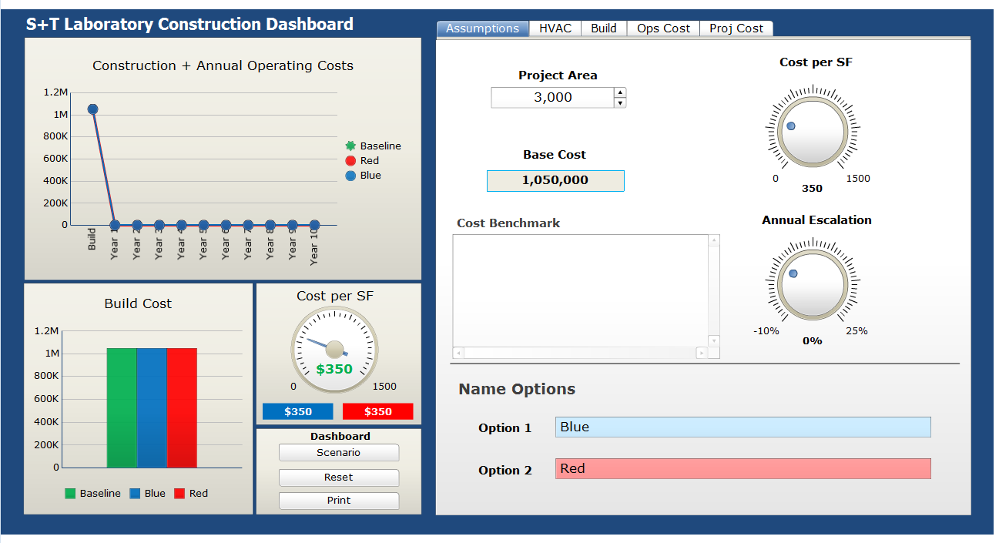 S+T Laboratory Construction Dashboard
Construction + Annual Operating Costs
1.2M
1M
800K
600K
400K
200K
0
Build
Year 1
Year 2
Year 3
Year 4
Year 5
Year 6
Year 7
Year 8
Year 9
Year 10
Baseline
Red
Blue
Build Cost
1.2M
1M
800K
600K
400K
200K
0
Baseline Blue Red
Cost per SF
$350
0 1500
$350 $350
Dashboard
Scenario
Reset
Print
Assumptions HVAC Build Ops Cost Proj Cost
Project Area
3,000
Base Cost
1,050,000
Cost per SF
0 1500
350
Cost Benchmark
Annual Escalation
-10% 25%
0%
Name Options
Option 1 Blue
Option 2 Red